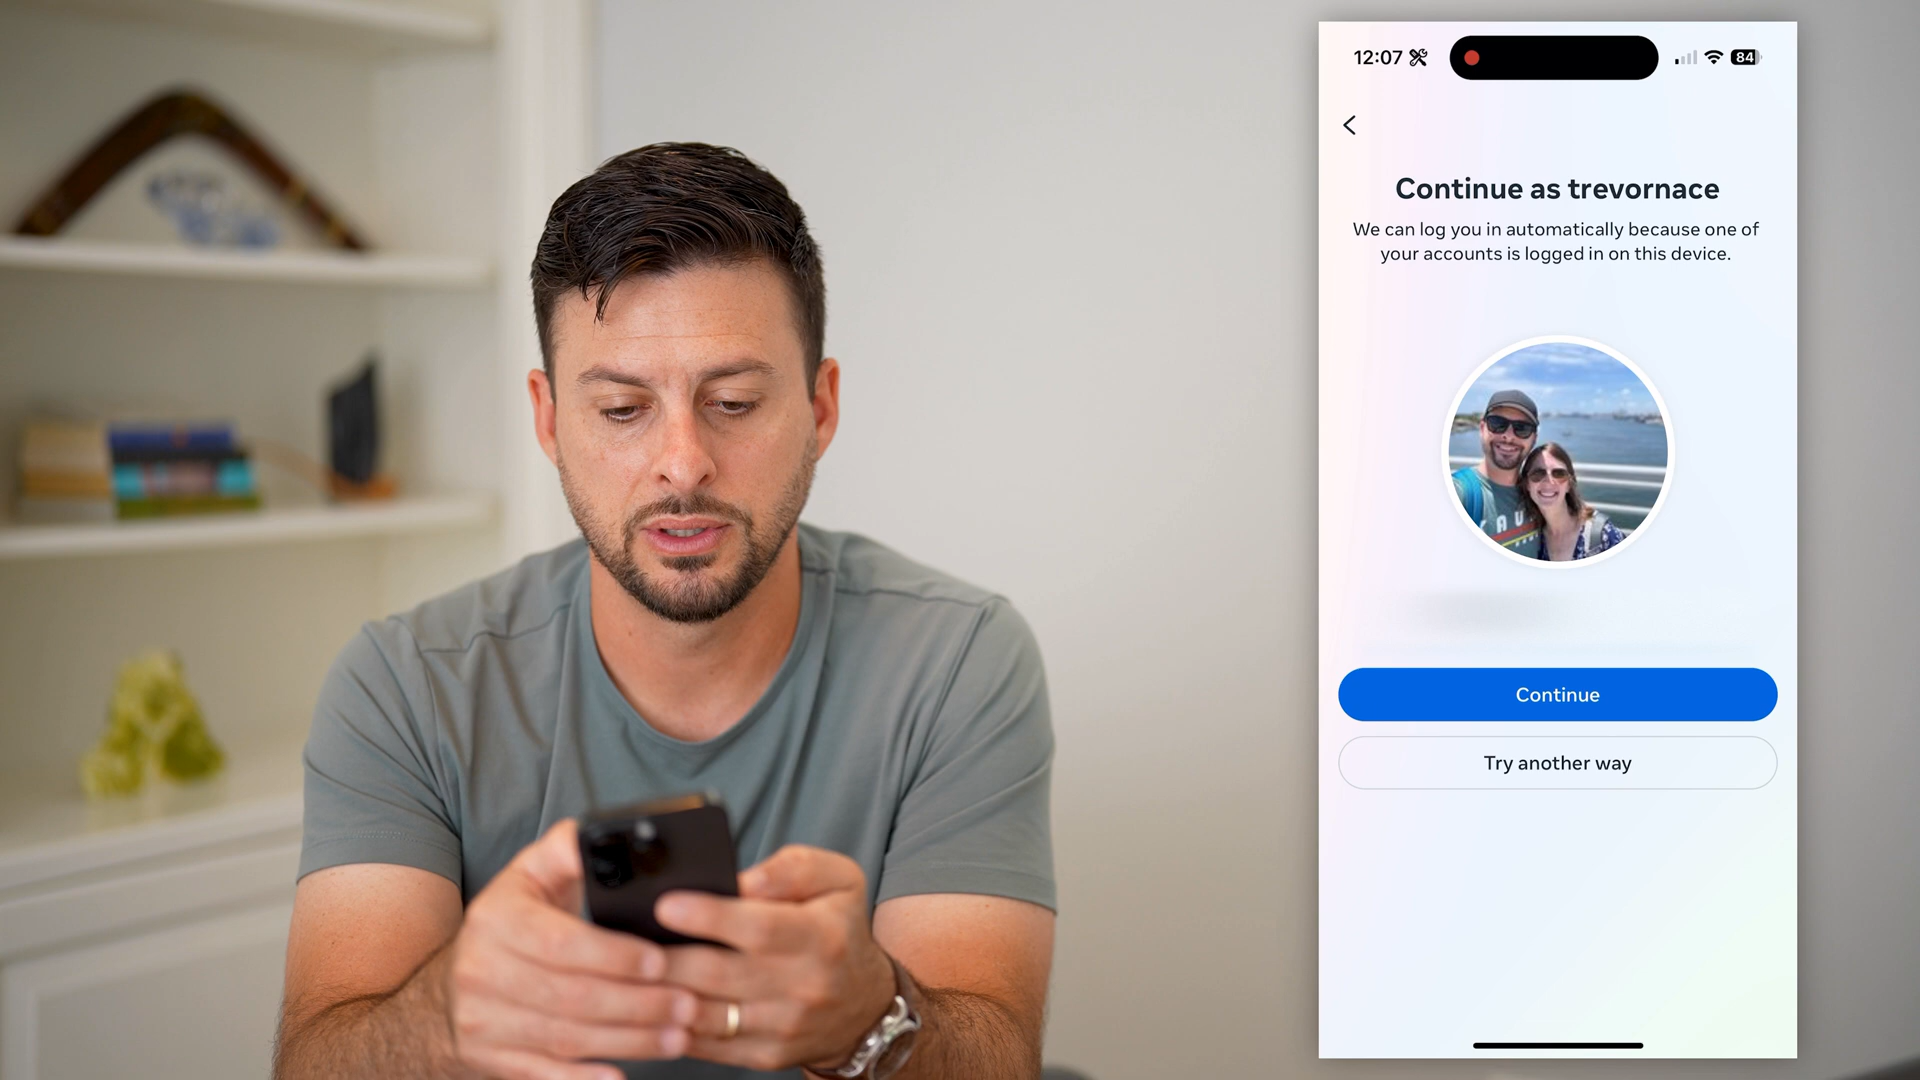 12:07
84
Continue as trevornace
We can log you in automatically because one of
your accounts is logged in on this device.
Continue
Try another way